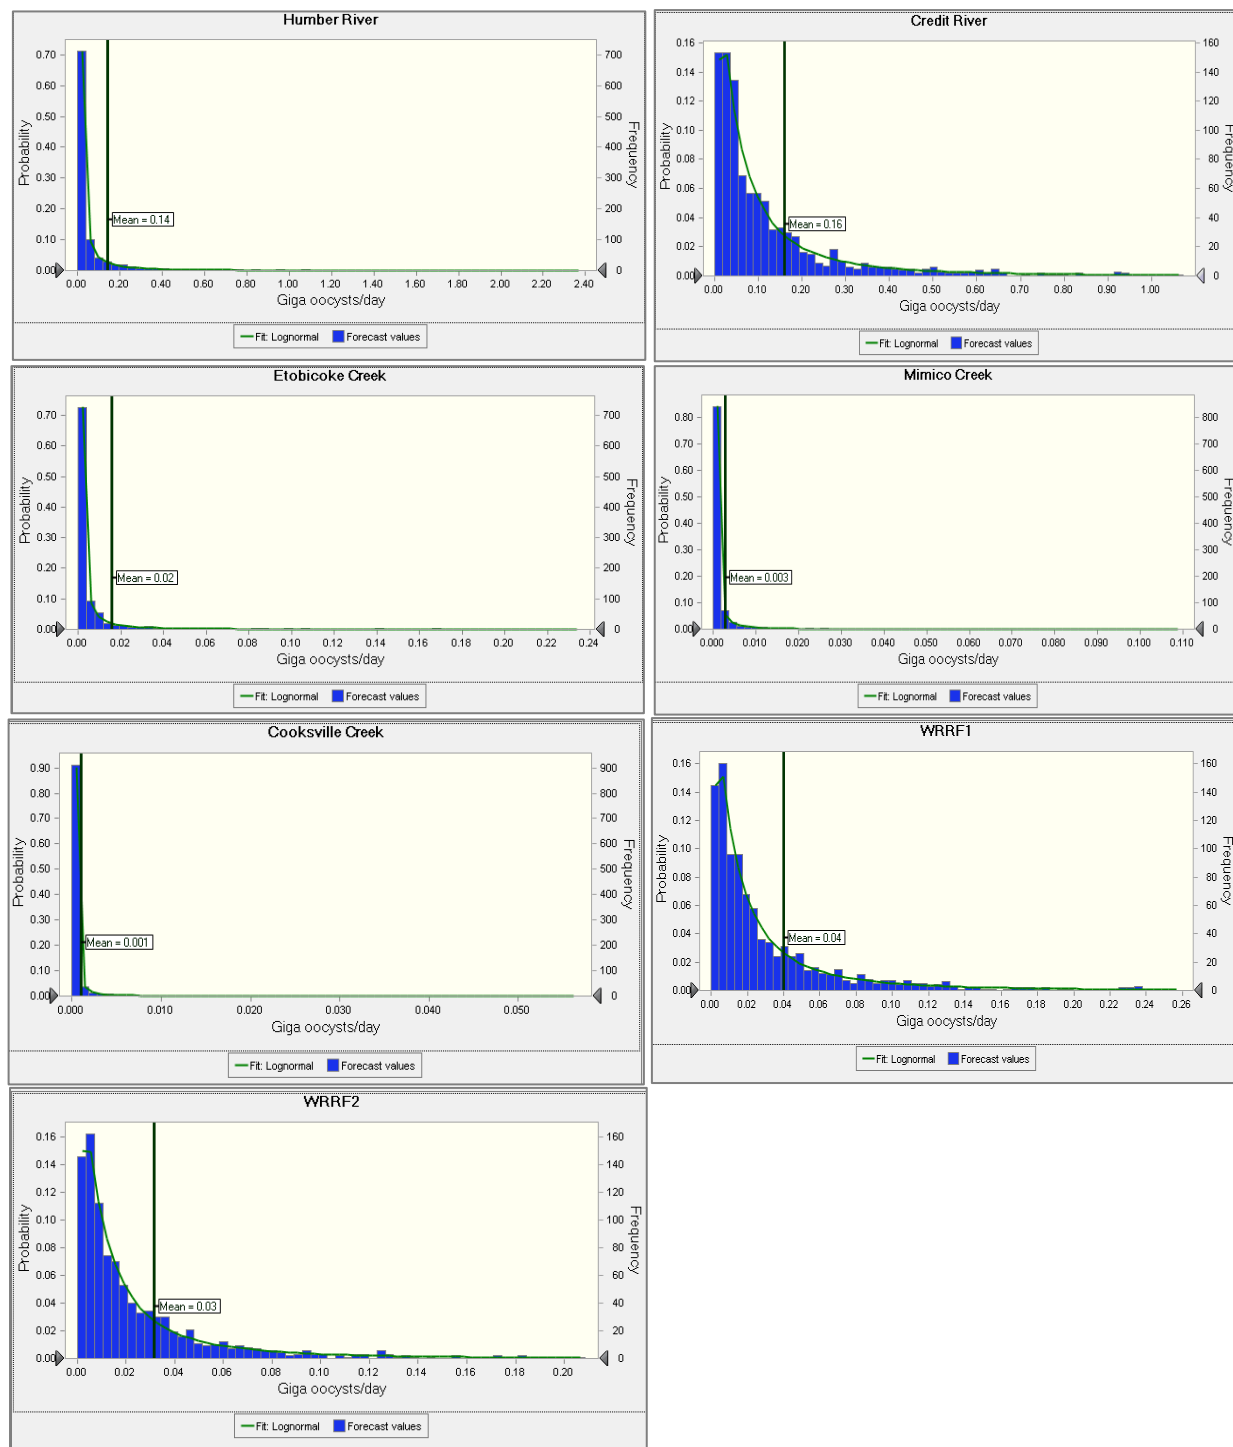 Humber River
Probability
0.70
0.60
0.50
0.40
0.30
0.20
0.10
0.00
700
600
500
400
300
200
100
0
Frequency
Mean = 0.14
0.00 0.20 0.40 0.60 0.80 1.00 1.20 1.40 1.60 1.80 2.00 2.20 2.40
Giga oocysts/day
Fit: Lognormal Forecast values
Credit River
Probability
0.16
0.14
0.12
0.10
0.08
0.06
0.04
0.02
0.00
160
140
120
100
80
60
40
20
0
Frequency
Mean = 0.16
0.00 0.10 0.20 0.30 0.40 0.50 0.60 0.70 0.80 0.90 1.00
Giga oocysts/day
Fit: Lognormal Forecast values
Etobicoke Creek
Probability
0.70
0.60
0.50
0.40
0.30
0.20
0.10
0.00
700
600
500
400
300
200
100
0
Frequency
Mean = 0.02
0.00 0.02 0.04 0.06 0.08 0.10 0.12 0.14 0.16 0.18 0.20 0.22 0.24
Giga oocysts/day
Fit: Lognormal Forecast values
Mimico Creek
Probability
0.80
0.70
0.60
0.50
0.40
0.30
0.20
0.10
0.00
800
700
600
500
400
300
200
100
0
Frequency
Mean = 0.003
0.000 0.010 0.020 0.030 0.040 0.050 0.060 0.070 0.080 0.090 0.100 0.110
Giga oocysts/day
Fit: Lognormal Forecast values
Cooksville Creek
Probability
0.90
0.80
0.70
0.60
0.50
0.40
0.30
0.20
0.10
0.00
900
800
700
600
500
400
300
200
100
0
Frequency
Mean = 0.001
0.000 0.010 0.020 0.030 0.040 0.050
Giga oocysts/day
Fit: Lognormal Forecast values
WRRF1
Probability
0.16
0.14
0.12
0.10
0.08
0.06
0.04
0.02
0.00
160
140
120
100
80
60
40
20
0
Frequency
Mean = 0.04
0.00 0.02 0.04 0.06 0.08 0.10 0.12 0.14 0.16 0.18 0.20 0.22 0.24 0.26
Giga oocysts/day
Fit: Lognormal Forecast values
WRRF2
Probability
0.16
0.14
0.12
0.10
0.08
0.06
0.04
0.02
0.00
160
140
120
100
80
60
40
20
0
Frequency
Mean = 0.03
0.00 0.02 0.04 0.06 0.08 0.10 0.12 0.14 0.16 0.18 0.20
Giga oocysts/day
Fit: Lognormal Forecast values